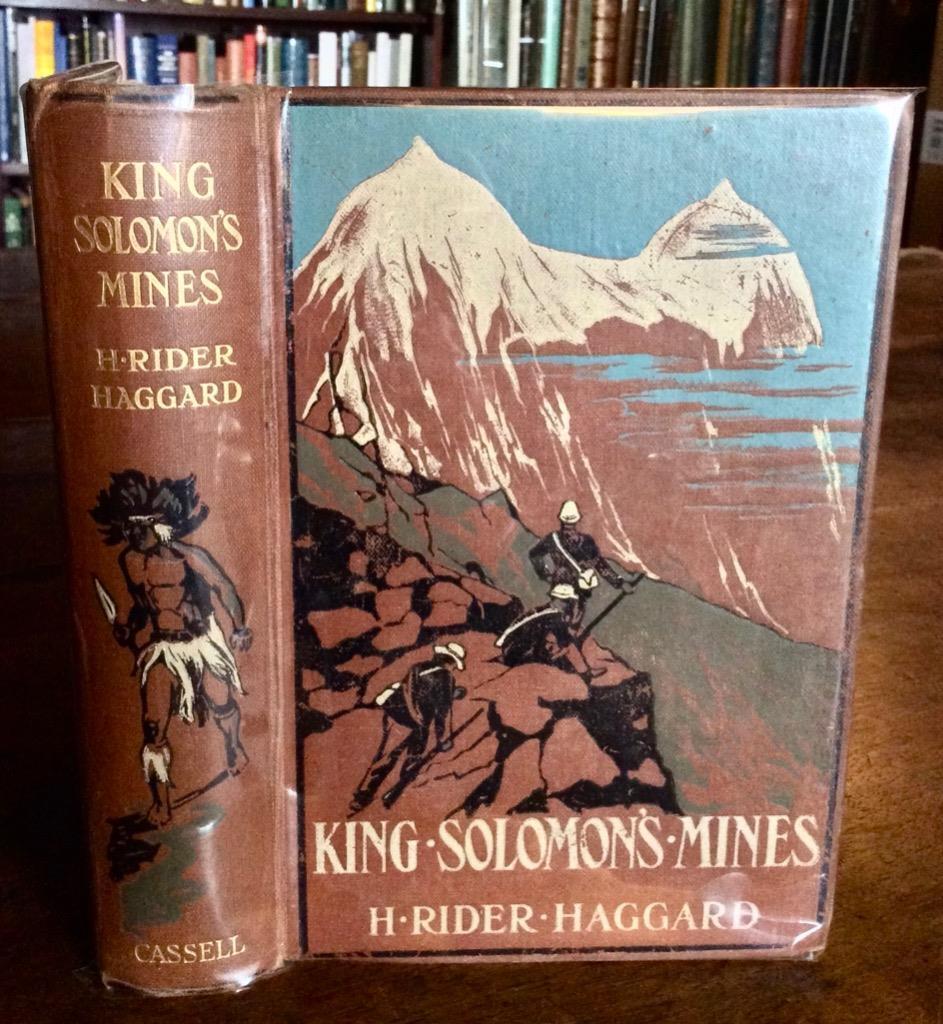 KING
SOLOMON'S
MINES
H·RIDER
HAGGARD
CASSELL
KING·SOLOMON'S·MINES
H·RIDER·HAGGARD